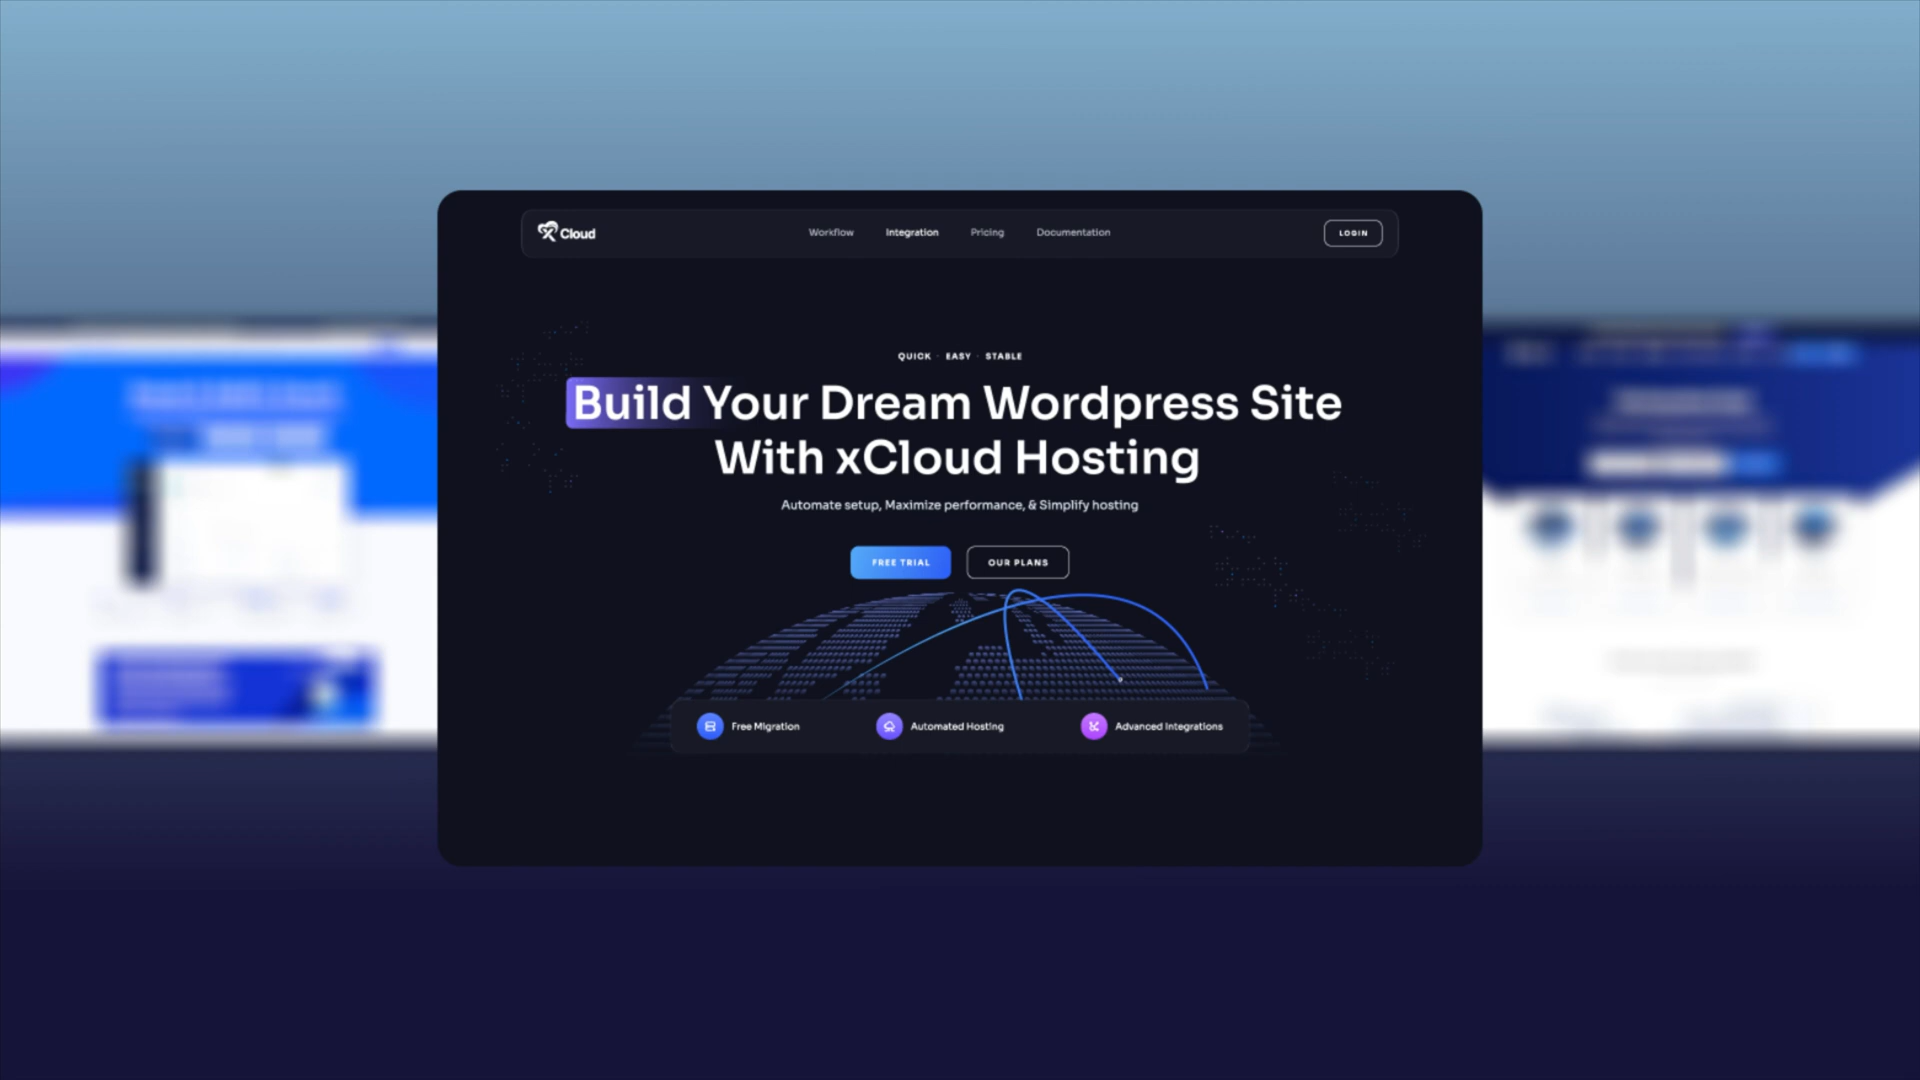 Cloud
Workflow
Integration
Pricing
Documentation
LOGIN
QUICK · EASY · STABLE
Build Your Dream Wordpress Site
With xCloud Hosting
Automate setup, Maximize performance, & Simplify hosting
FREE TRIAL
OUR PLANS
Free Migration
Automated Hosting
Advanced Integrations